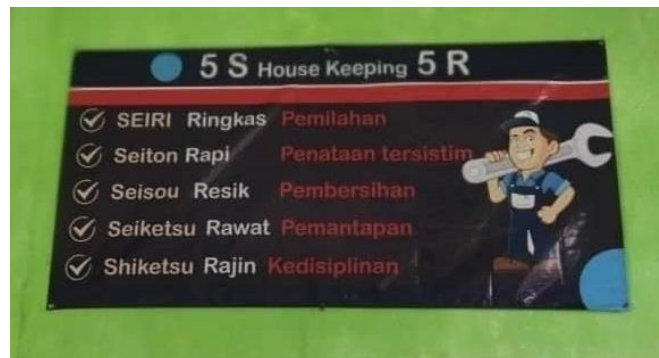 5 S House Keeping 5 R
SEIRI Ringkas Pemilahan
Seiton Rapi Penataan tersistim
Seisou Resik Pembersihan
Seiketsu Rawat Pemantapan
Shiketsu Rajin Kedisiplinan